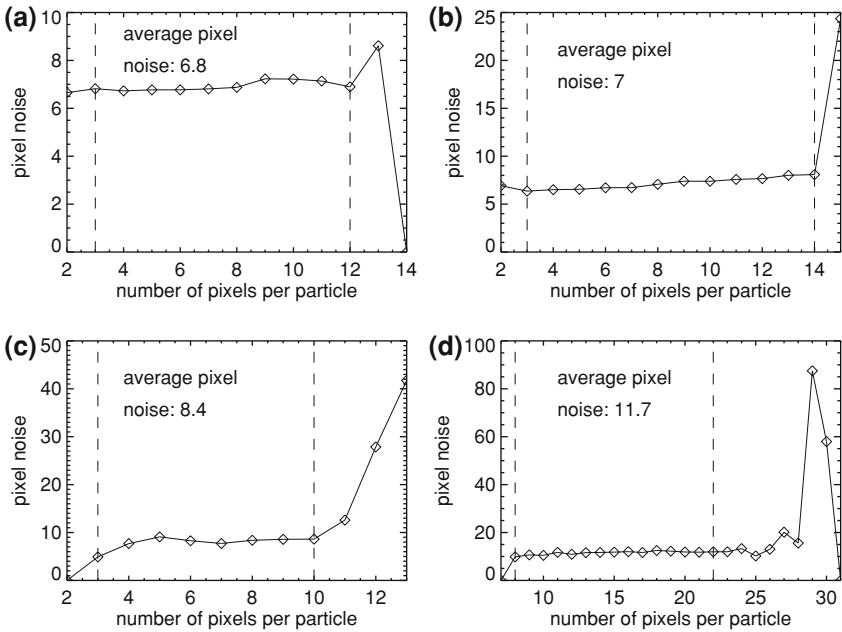 (a)
average pixel
noise: 6.8
pixel noise
10
8
6
4
2
0
2 4 6 8 10 12 14
number of pixels per particle
(b)
average pixel
noise: 7
pixel noise
25
20
15
10
5
0
2 4 6 8 10 12 14
number of pixels per particle
(c)
average pixel
noise: 8.4
pixel noise
50
40
30
20
10
0
2 4 6 8 10 12
number of pixels per particle
(d)
average pixel
noise: 11.7
pixel noise
100
80
60
40
20
0
10 15 20 25 30
number of pixels per particle